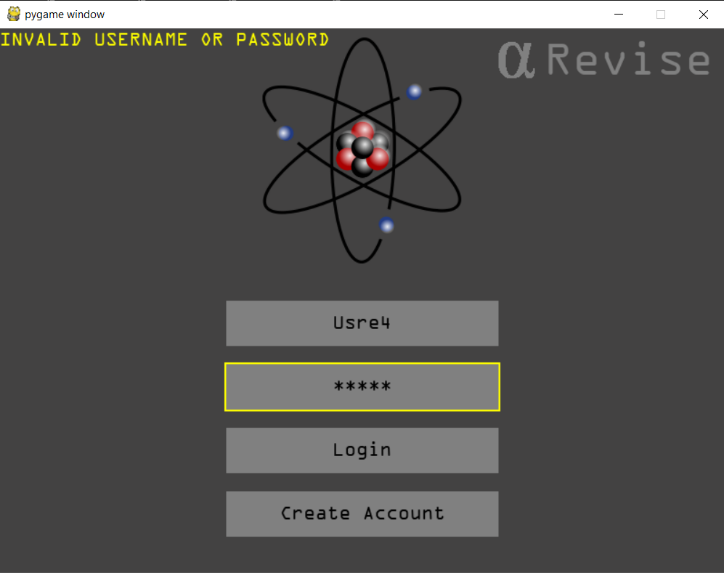 pygame window
INVALID USERNAME OR PASSWORD
αRevise
Usre4
*****
Login
Create Account